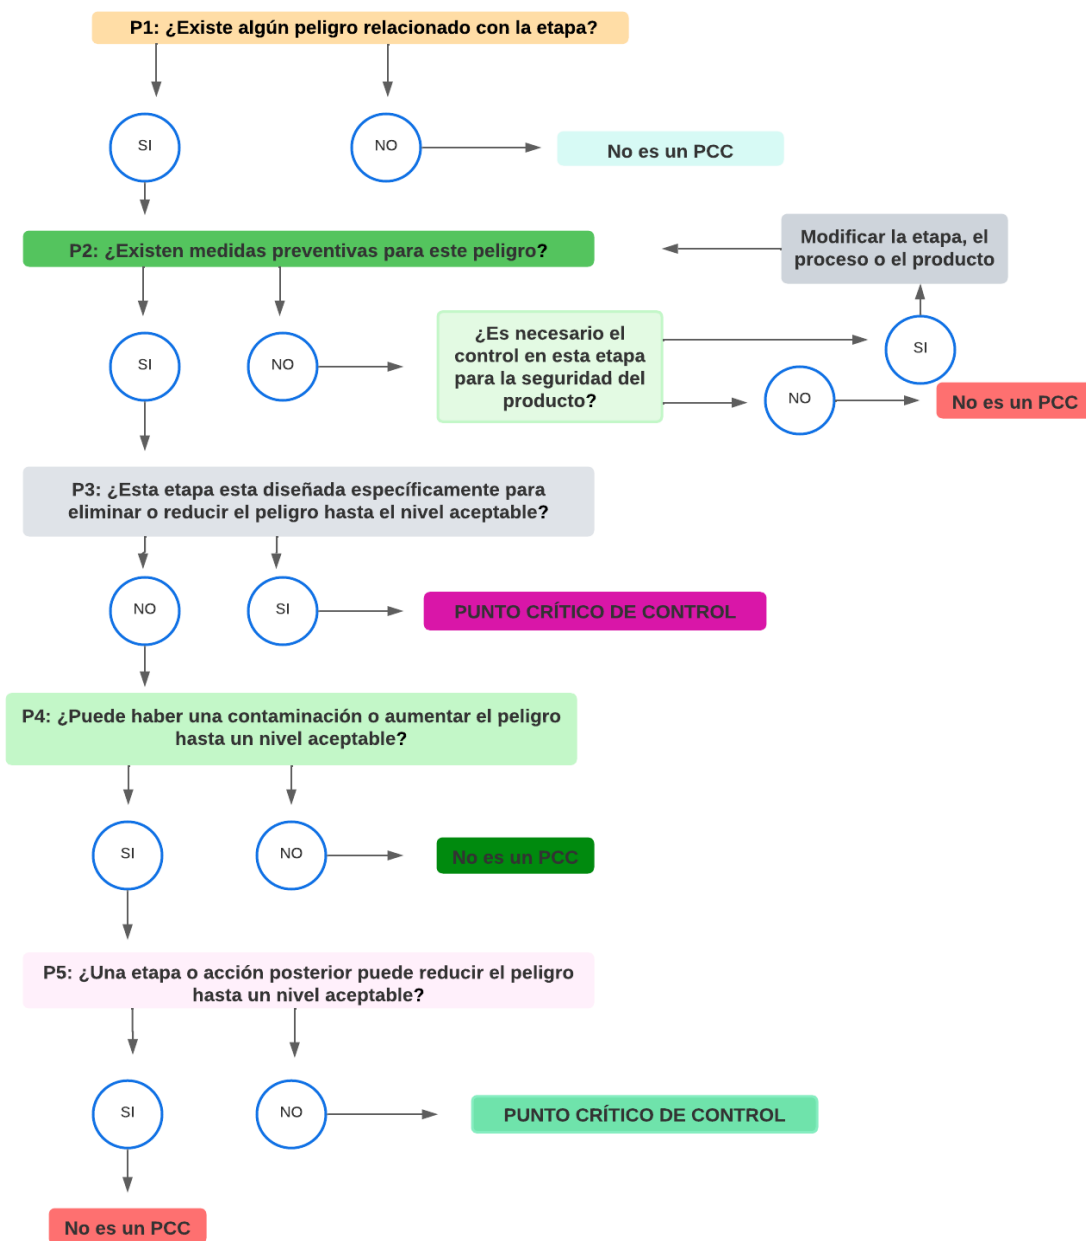 P1: ¿Existe algún peligro relacionado con la etapa?
SI
NO
No es un PCC
P2: ¿Existen medidas preventivas para este peligro?
Modificar la etapa, el
proceso o el producto
SI
NO
¿Es necesario el
control en esta etapa
para la seguridad del
producto?
SI
NO
No es un PCC
P3: ¿Esta etapa esta diseñada específicamente para
eliminar o reducir el peligro hasta el nivel aceptable?
NO
SI
PUNTO CRÍTICO DE CONTROL
P4: ¿Puede haber una contaminación o aumentar el peligro
hasta un nivel aceptable?
SI
NO
No es un PCC
P5: ¿Una etapa o acción posterior puede reducir el peligro
hasta un nivel aceptable?
SI
NO
PUNTO CRÍTICO DE CONTROL
No es un PCC